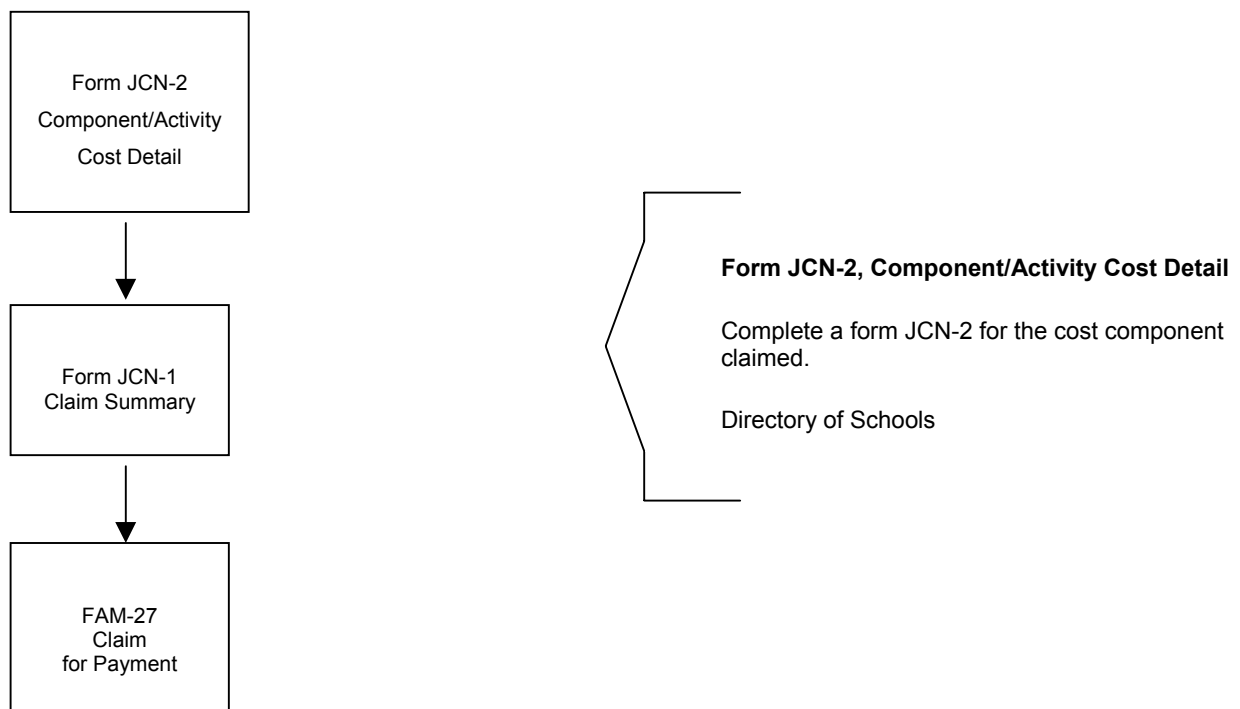 Form JCN-2
Component/Activity
Cost Detail
Form JCN-1
Claim Summary
FAM-27
Claim
for Payment
Form JCN-2, Component/Activity Cost Detail
Complete a form JCN-2 for the cost component
claimed.
Directory of Schools